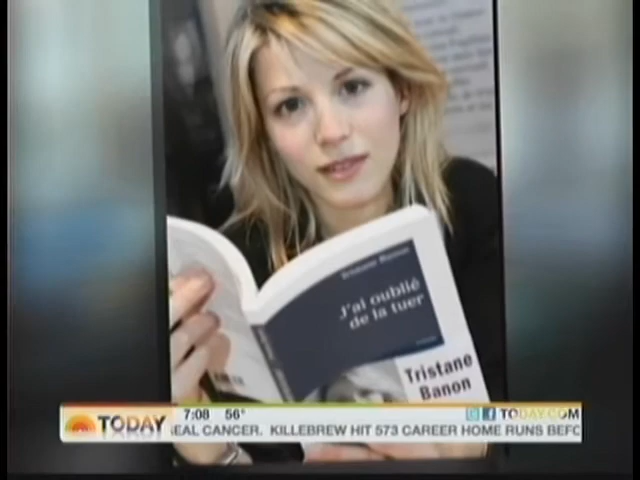 Tristane Banon
J'ai oublié
de la tuer
Tristane
Banon
TODAY 7:08 56° TODAY.COM
EAL CANCER. KILLEBREW HIT 573 CAREER HOME RUNS BEFO